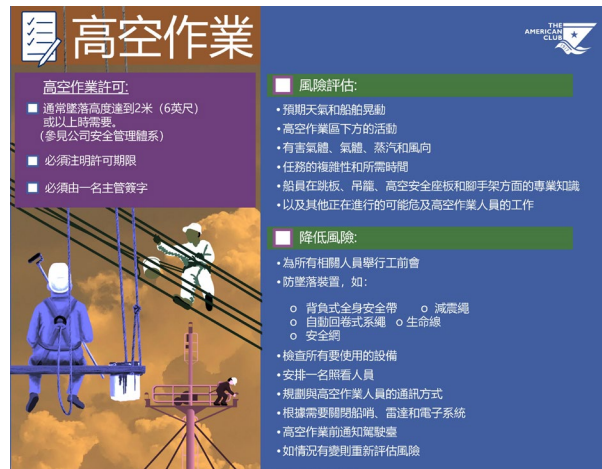 高空作業
THE
AMERICAN
CLUB
高空作業許可:
通常墜落高度達到2米（6英尺）
或以上時需要。
（參見公司安全管理體系）
必須注明許可期限
必須由一名主管簽字
風險評估:
•預期天氣和船舶晃動
•高空作業區下方的活動
•有害氣體、氣體、蒸汽和風向
•任務的複雜性和所需時間
•船員在跳板、吊籠、高空安全座板和腳手架方面的專業知識
•以及其他正在進行的可能危及高空作業人員的工作
降低風險:
•為所有相關人員舉行工前會
•防墜落裝置，如：
o 背負式全身安全帶 o 減震繩
o 自動回卷式系繩 o 生命線
o 安全網
•檢查所有要使用的設備
•安排一名照看人員
•規劃與高空作業人員的通訊方式
•根據需要關閉船哨、雷達和電子系統
•高空作業前通知駕駛臺
•如情況有變則重新評估風險